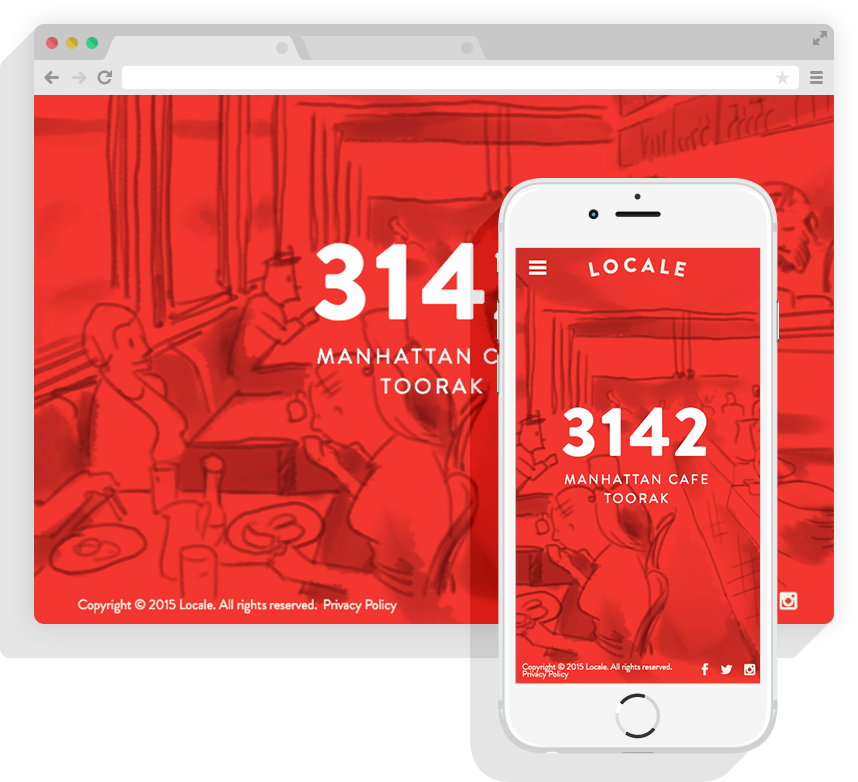 314
MANHATTAN C
TOORAK
Copyright © 2015 Locale. All rights reserved. Privacy Policy
LOCALE
3142
MANHATTAN CAFE
TOORAK
Copyright © 2015 Locale. All rights reserved.
Privacy Policy